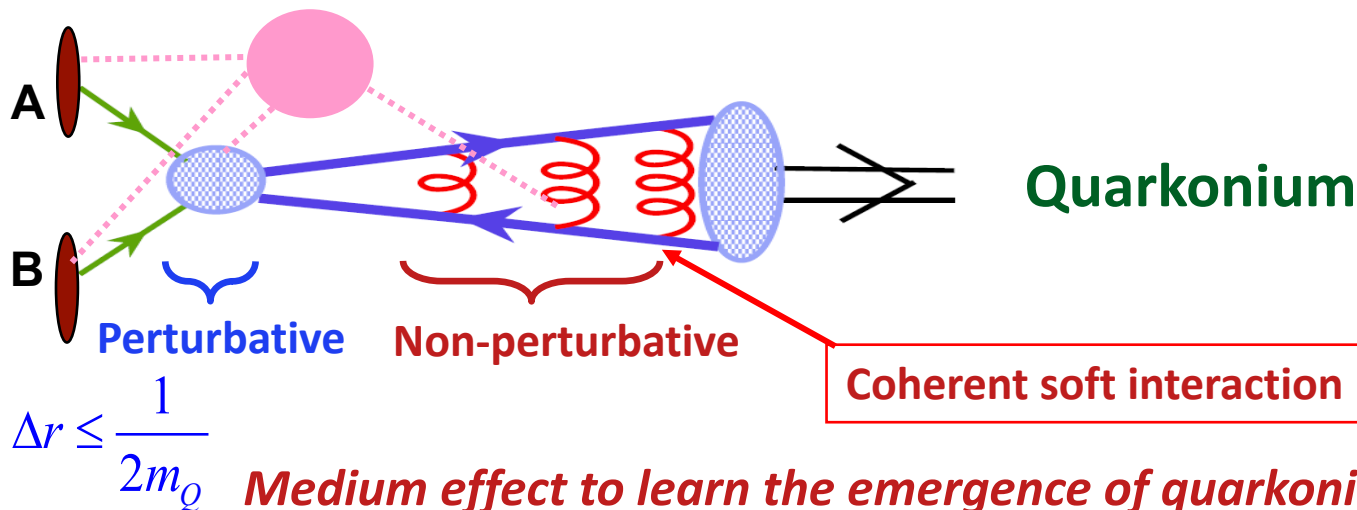 A
Quarkonium
B
Perturbative
Non-perturbative
Coherent soft interaction
Δr ≤ 1/2m_Q
Medium effect to learn the emergence of quarkoni